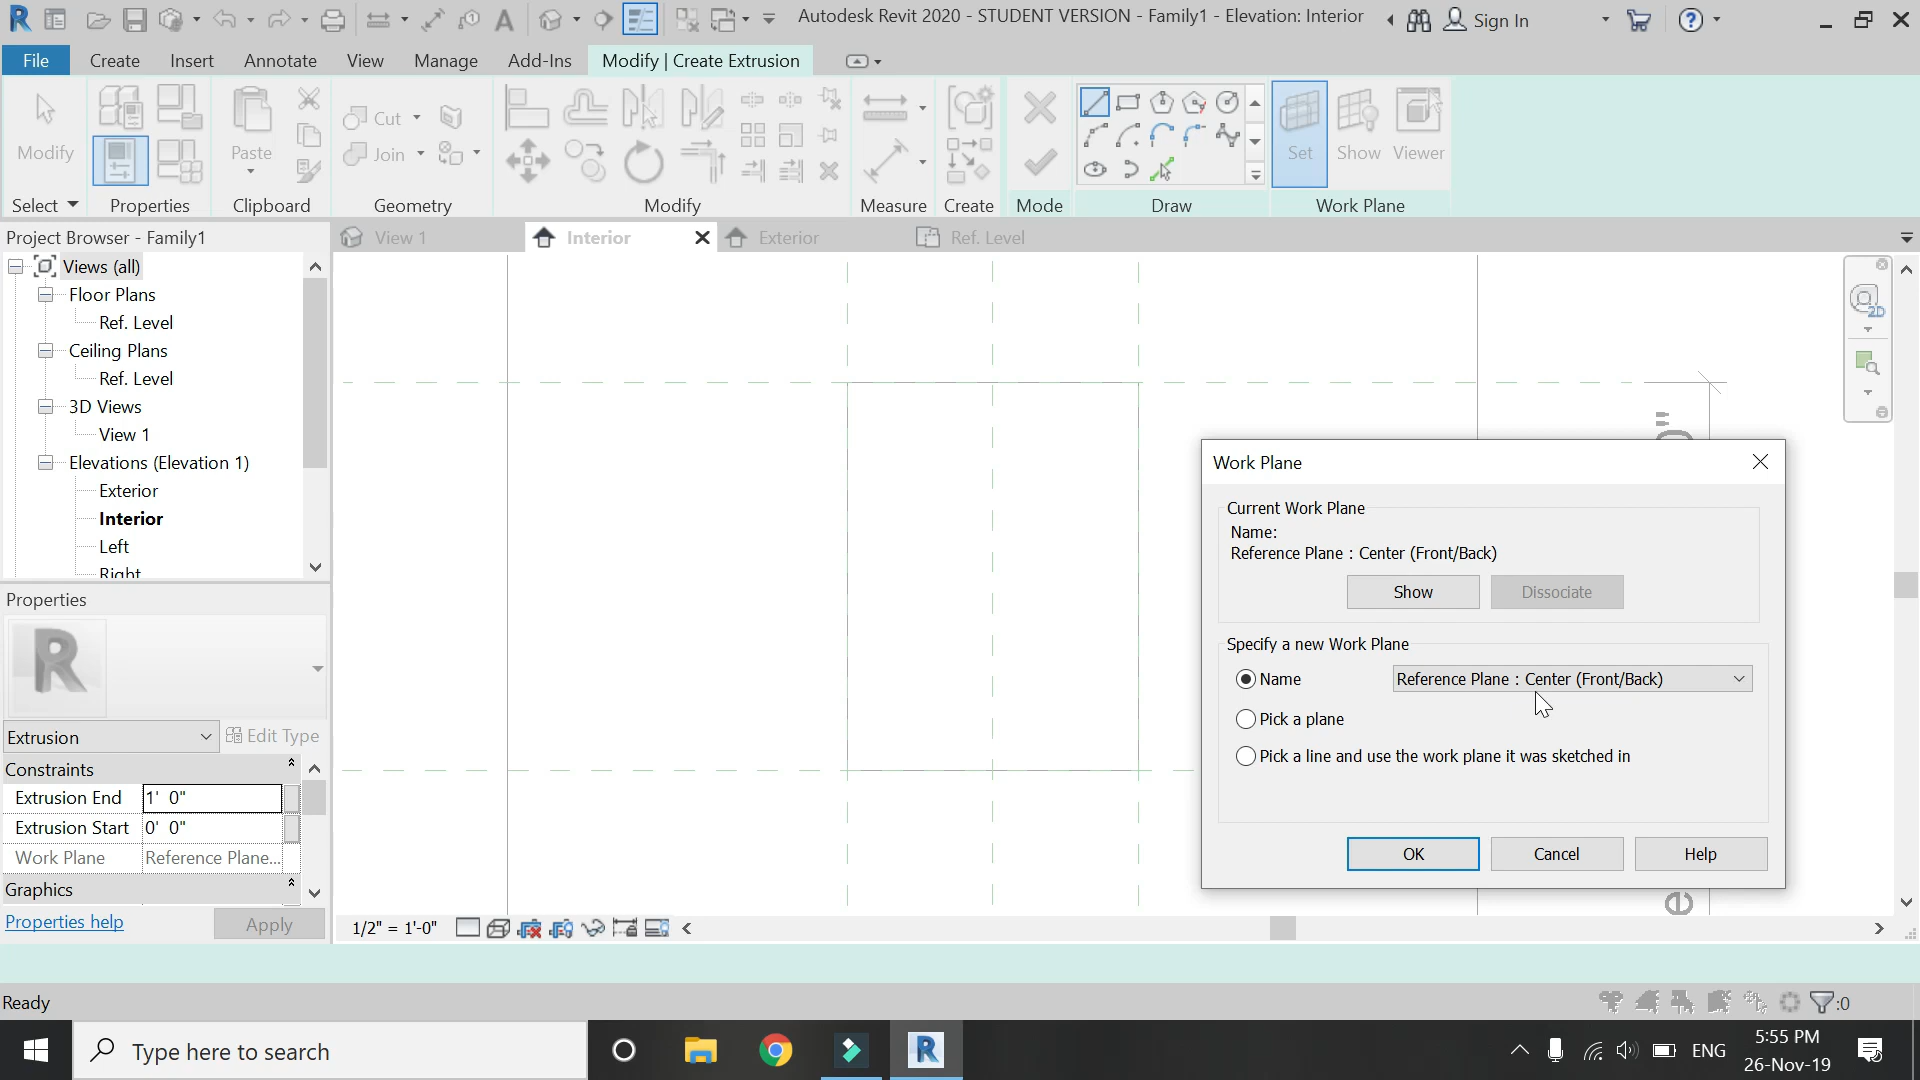 Autodesk Revit 2020 - STUDENT VERSION - Family1 - Elevation: Interior
Sign In
File Create Insert Annotate View Manage Add-Ins Modify | Create Extrusion
Modify
Paste
Cut
Join
Set Show Viewer
Select Properties Clipboard Geometry Modify Measure Create Mode Draw Work Plane
Project Browser - Family1
View 1
Interior
Exterior
Ref. Level
Views (all)
Floor Plans
Ref. Level
Ceiling Plans
Ref. Level
3D Views
View 1
Elevations (Elevation 1)
Exterior
Interior
Left
Right
Properties
Extrusion
Edit Type
Constraints
Extrusion End 1' 0"
Extrusion Start 0' 0"
Work Plane Reference Plane...
Graphics
Properties help
Apply
1/2" = 1'-0"
Work Plane
Current Work Plane
Name:
Reference Plane : Center (Front/Back)
Show
Dissociate
Specify a new Work Plane
Name
Reference Plane : Center (Front/Back)
Pick a plane
Pick a line and use the work plane it was sketched in
OK
Cancel
Help
2D
e
Ready
:0
Type here to search
ENG
5:55 PM
26-Nov-19